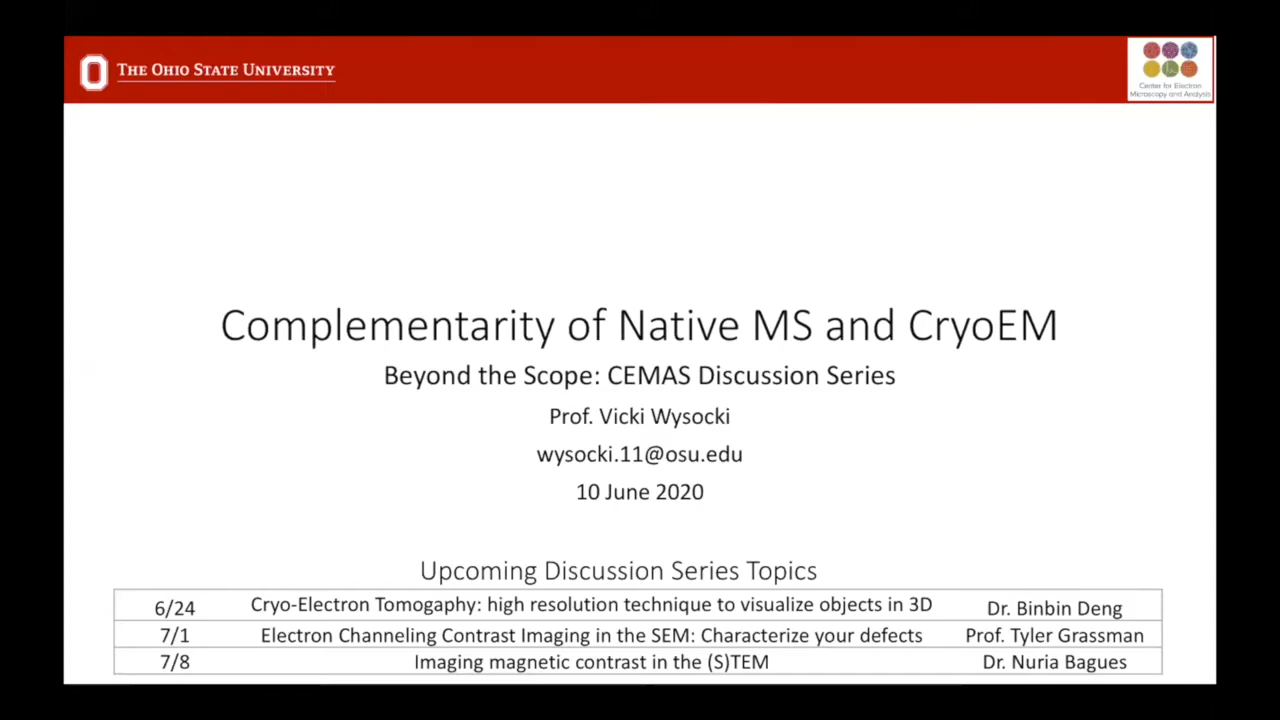 THE OHIO STATE UNIVERSITY
Center for Electron
Microscopy and Analysis
Complementarity of Native MS and CryoEM
Beyond the Scope: CEMAS Discussion Series
Prof. Vicki Wysocki
wysocki.11@osu.edu
10 June 2020
Upcoming Discussion Series Topics
6/24 Cryo-Electron Tomogaphy: high resolution technique to visualize objects in 3D Dr. Binbin Deng
7/1 Electron Channeling Contrast Imaging in the SEM: Characterize your defects Prof. Tyler Grassman
7/8 Imaging magnetic contrast in the (S)TEM Dr. Nuria Bagues